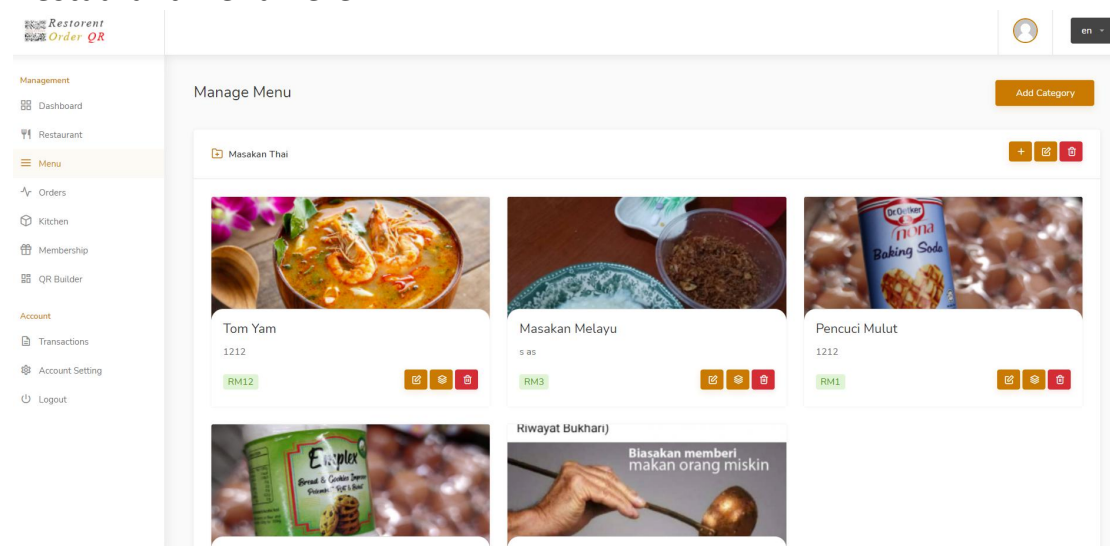 Restorent
Order QR
en
Management
Dashboard
Restaurant
Menu
Orders
Kitchen
Membership
QR Builder
Account
Transactions
Account Setting
Logout
Manage Menu
Add Category
Masakan Thai
Tom Yam
1212
RM12
Masakan Melayu
s as
RM3
Dr.Oetker
nona
Baking Soda
Pencuci Mulut
1212
RM1
Emplex
Bread & Cookies Improver
Riwayat Bukhari)
Biasakan memberi
makan orang miskin